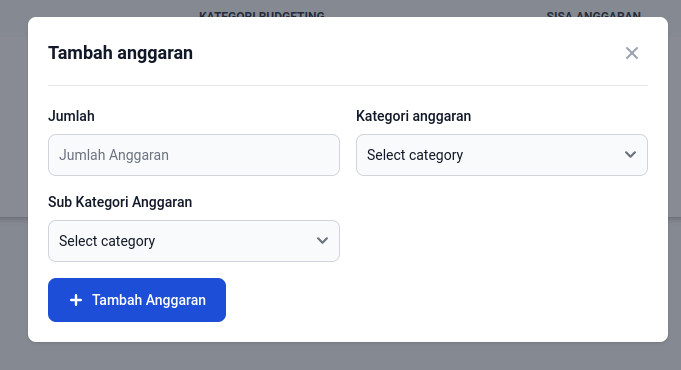 KATEGORI BUDGETING SISA ANGGARAN
Tambah anggaran
Jumlah Kategori anggaran
Jumlah Anggaran Select category
Sub Kategori Anggaran
Select category
Tambah Anggaran